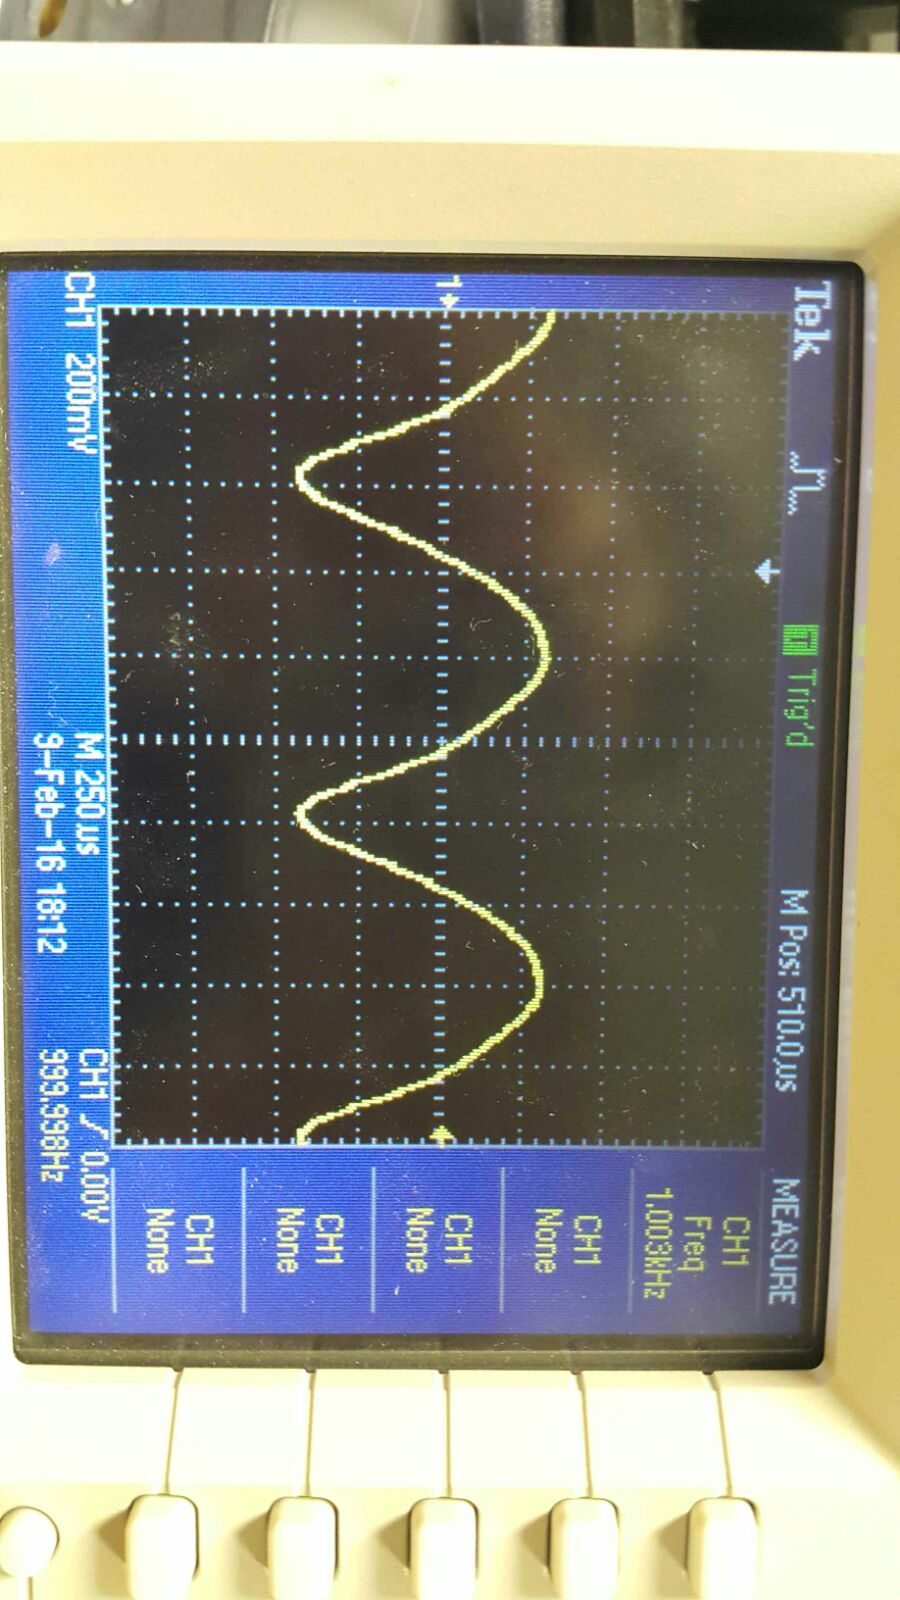 Tek
Trig'd
M Pos: 510.0µs
MEASURE
1
CH1
Freq
1.003kHz
CH1
None
CH1
None
CH1
None
CH1
None
CH1 200mV
M 250µs
CH1 / 0.00V
9-Feb-16 18:12
999.998Hz